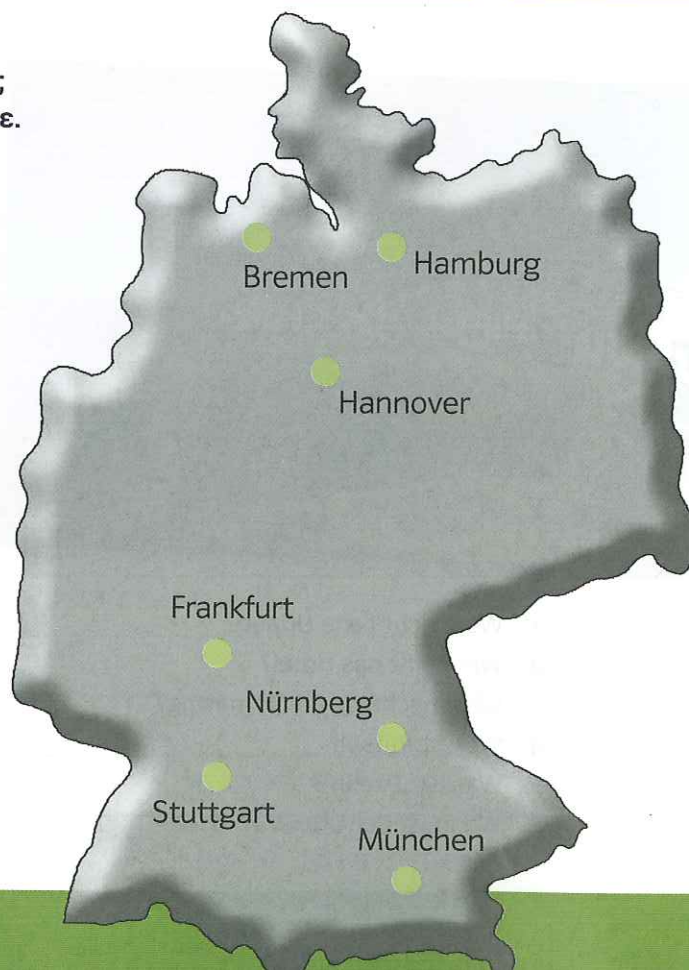 ε.
Bremen
Hamburg
Hannover
Frankfurt
Nürnberg
Stuttgart
München